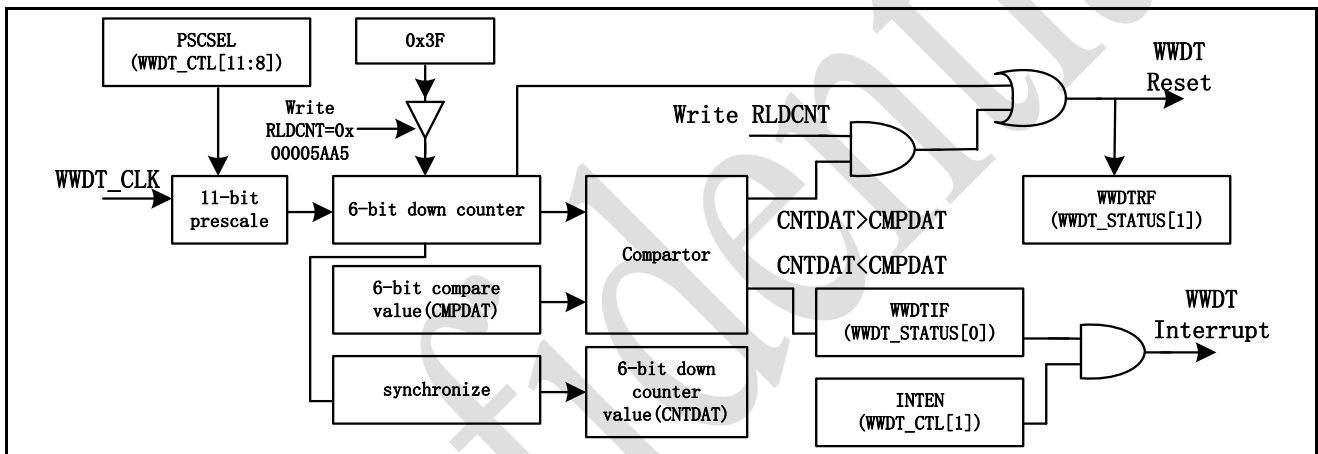 PSCSEL
(WWDT_CTL[11:8])
0x3F
Write
RLDCNT=0x
00005AA5
WWDT_CLK
11-bit
prescale
6-bit down counter
6-bit compare
value(CMPDAT)
synchronize
Compartor
6-bit down
counter
value(CNTDAT)
Write RLDCNT
CNTDAT>CMPDAT
CNTDAT<CMPDAT
WWDT
Reset
WWDTRF
(WWDT_STATUS[1])
WWDTIF
(WWDT_STATUS[0])
INTEN
(WWDT_CTL[1])
WWDT
Interrupt